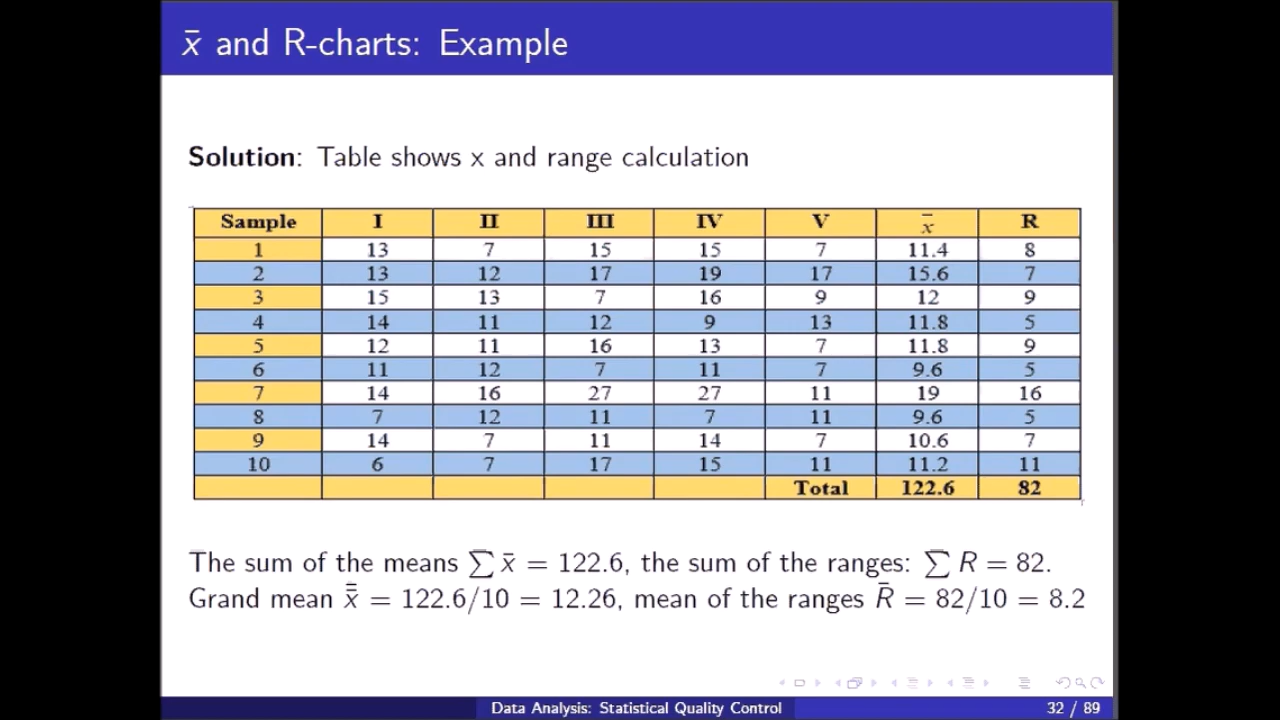 x̄ and R-charts: Example
Solution: Table shows x and range calculation
Sample I II III IV V x̄ R
1 13 7 15 15 7 11.4 8
2 13 12 17 19 17 15.6 7
3 15 13 7 16 9 12 9
4 14 11 12 9 13 11.8 5
5 12 11 16 13 7 11.8 9
6 11 12 7 11 7 9.6 5
7 14 16 27 27 11 19 16
8 7 12 11 7 11 9.6 5
9 14 7 11 14 7 10.6 7
10 6 7 17 15 11 11.2 11
Total 122.6 82
The sum of the means ∑ x̄ = 122.6, the sum of the ranges: ∑ R = 82.
Grand mean x̿ = 122.6/10 = 12.26, mean of the ranges R̄ = 82/10 = 8.2
Data Analysis: Statistical Quality Control 32 / 89